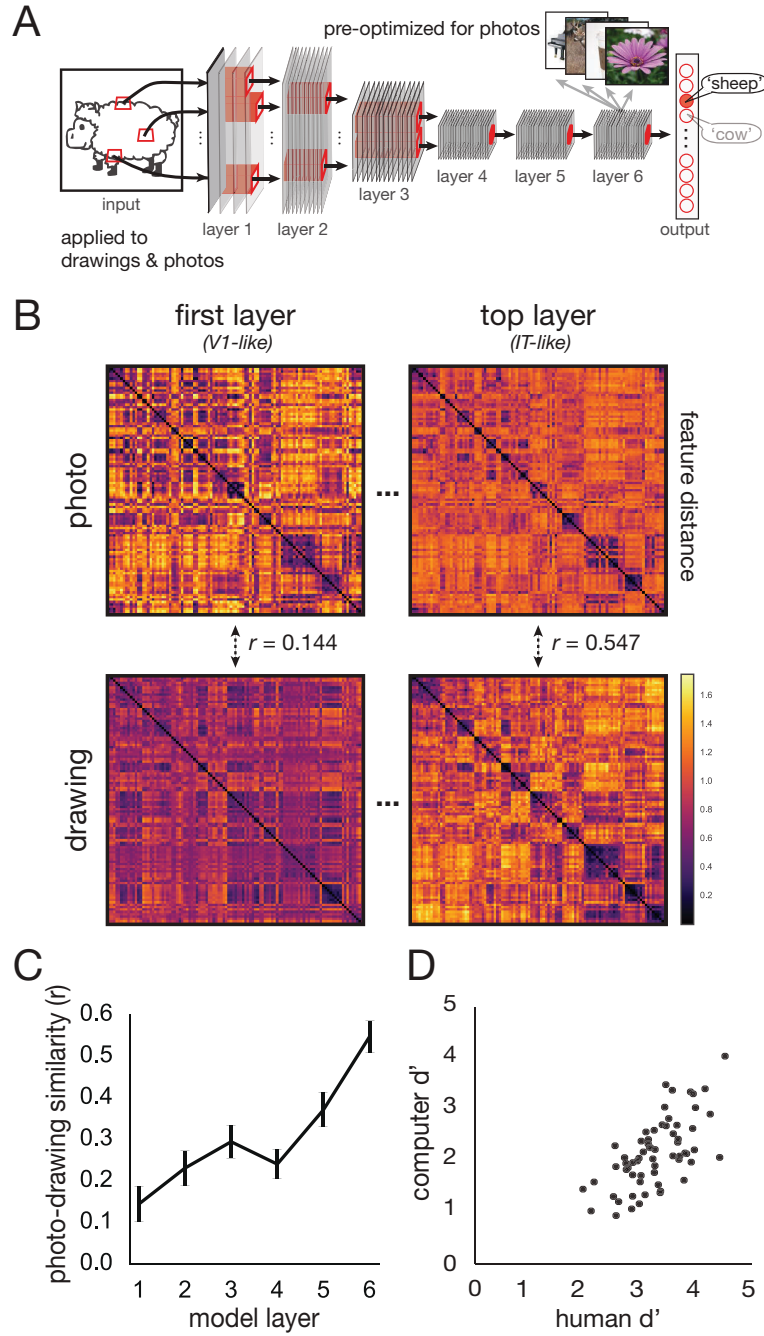 A
pre-optimized for photos
'sheep'
'cow'
input
layer 1
layer 2
layer 3
layer 4
layer 5
layer 6
output
applied to
drawings & photos
B
first layer
(V1-like)
top layer
(IT-like)
photo
...
feature distance
r = 0.144
r = 0.547
drawing
...
1.6
1.4
1.2
1.0
0.8
0.6
0.4
0.2
C
photo-drawing similarity (r)
0.6
0.5
0.4
0.3
0.2
0.1
0.0
1 2 3 4 5 6
model layer
D
computer d'
5
4
3
2
1
0
0 1 2 3 4 5
human d'